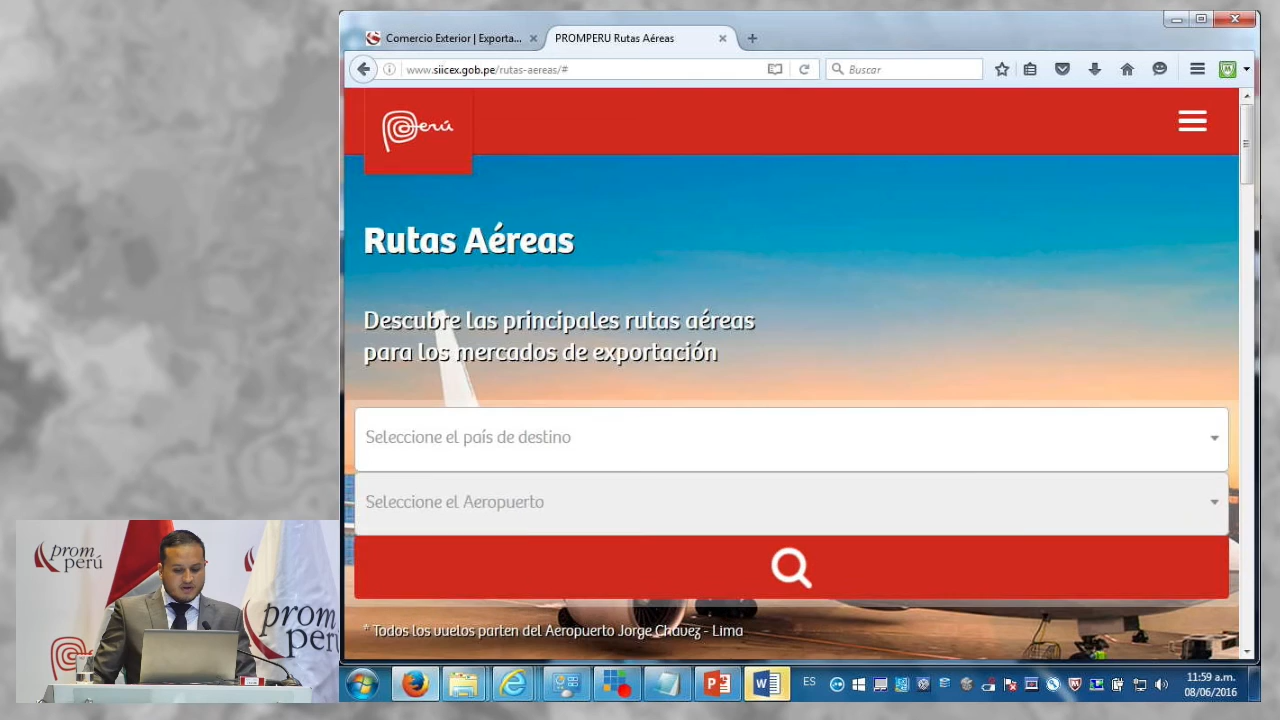 Comercio Exterior | Exporta...
PROMPERU Rutas Aéreas
www.siicex.gob.pe/rutas-aereas/#
Buscar
Perú
Rutas Aéreas
Descubre las principales rutas aéreas
para los mercados de exportación
Seleccione el país de destino
Seleccione el Aeropuerto
* Todos los vuelos parten del Aeropuerto Jorge Chavez - Lima
prom
perú
prom
perú
ES
11:59 a.m.
08/06/2016